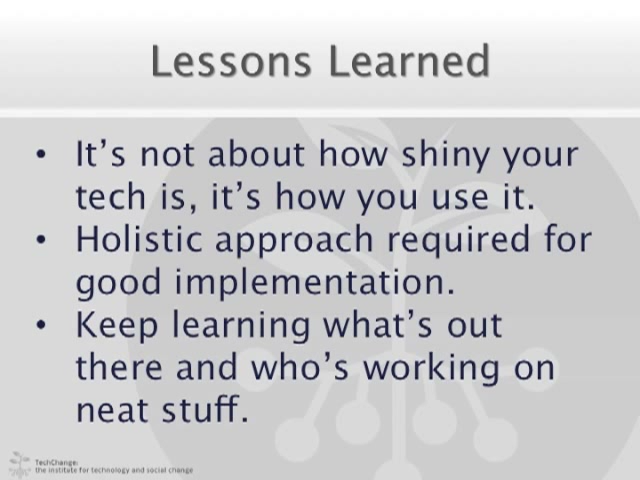 Lessons Learned
• It's not about how shiny your
tech is, it's how you use it.
• Holistic approach required for
good implementation.
• Keep learning what's out
there and who's working on
neat stuff.
TechChange:
the institute for technology and social change